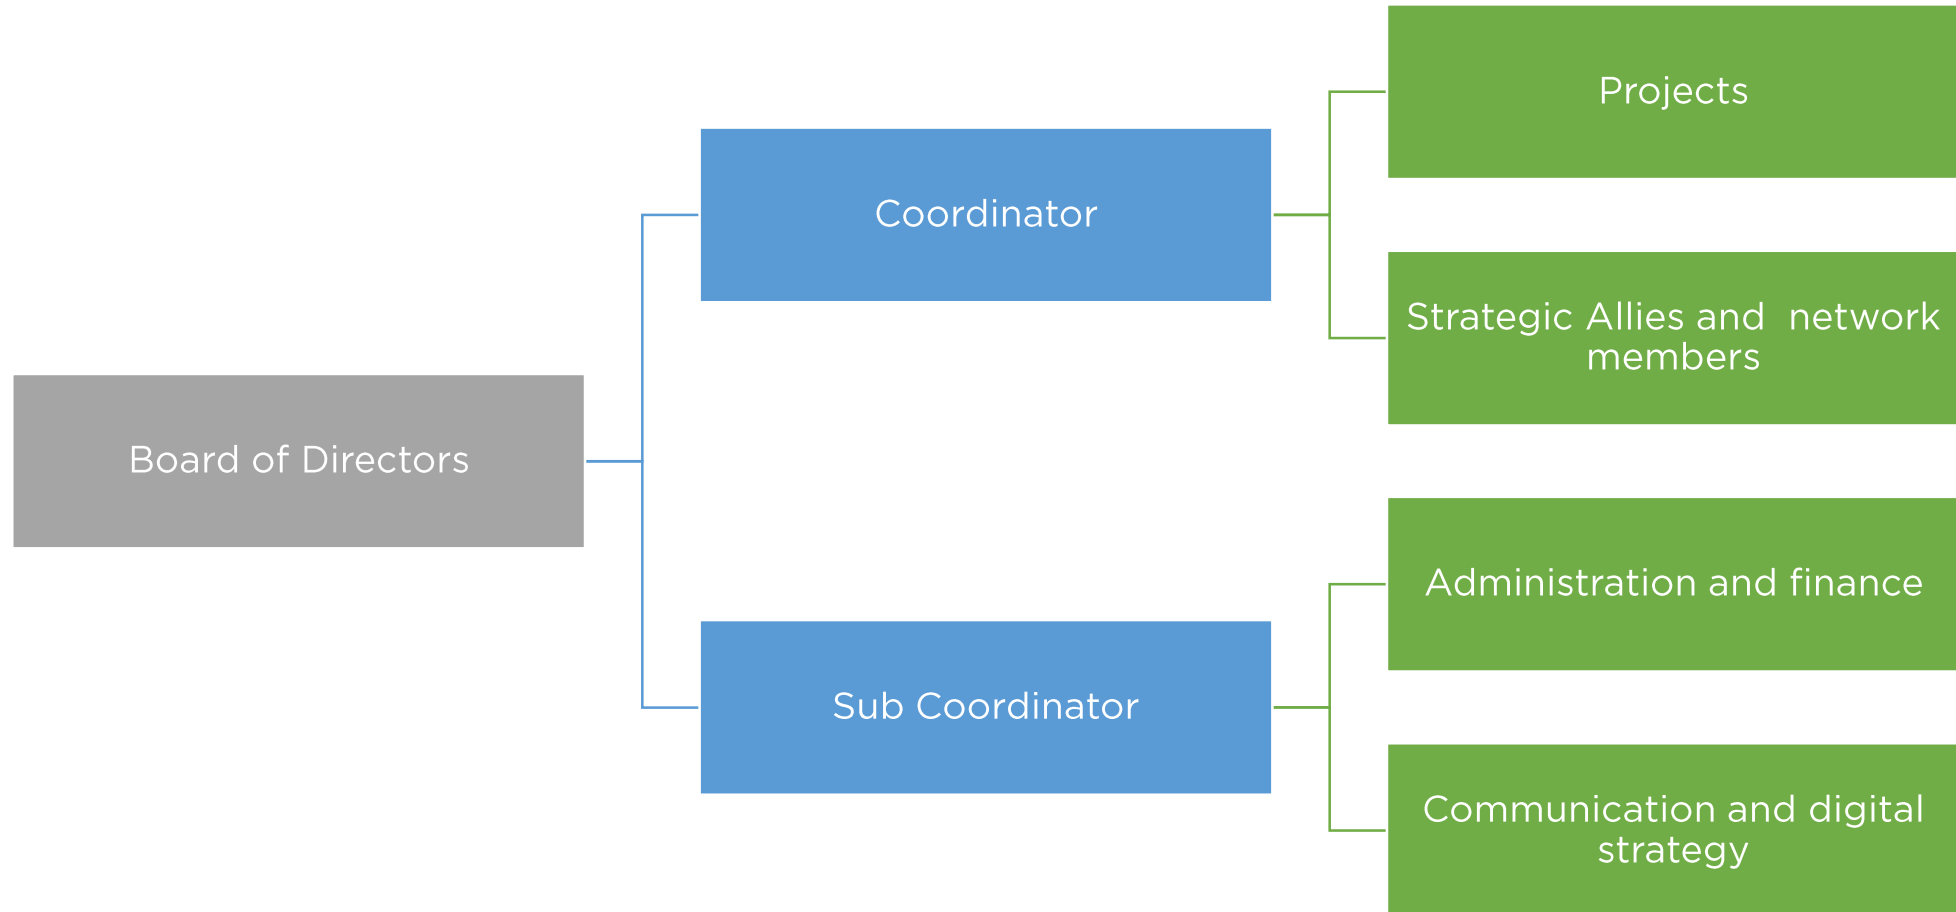 Projects
Coordinator
Strategic Allies and  network
members
Board of Directors
Administration and finance
Sub Coordinator
Communication and digital
strategy